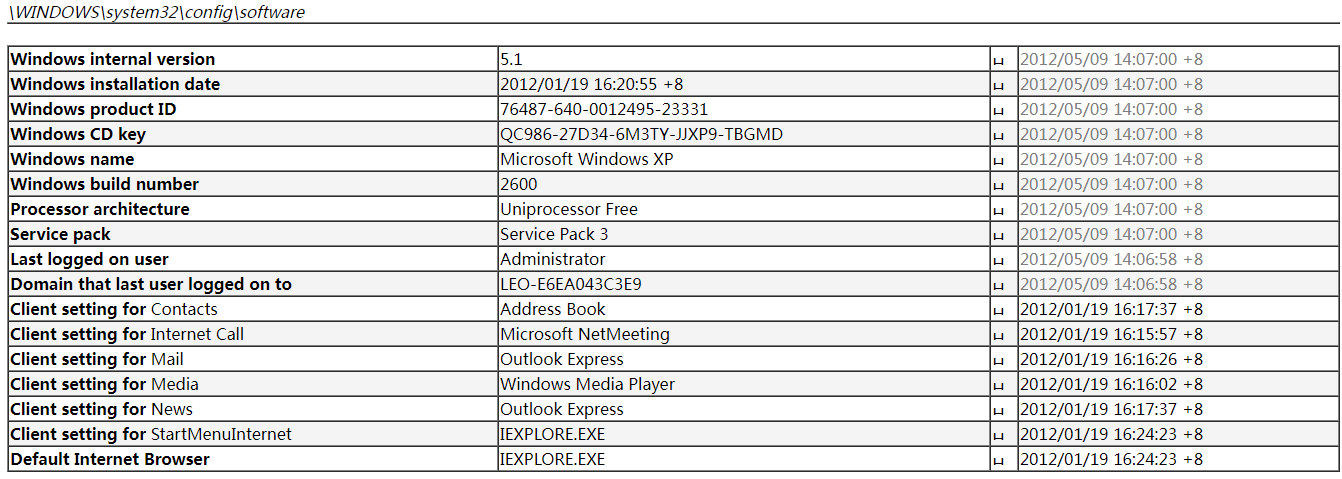 \WINDOWS\system32\config\software
Windows internal version 5.1 2012/05/09 14:07:00 +8
Windows installation date 2012/01/19 16:20:55 +8 2012/05/09 14:07:00 +8
Windows product ID 76487-640-0012495-23331 2012/05/09 14:07:00 +8
Windows CD key QC986-27D34-6M3TY-JJXP9-TBGMD 2012/05/09 14:07:00 +8
Windows name Microsoft Windows XP 2012/05/09 14:07:00 +8
Windows build number 2600 2012/05/09 14:07:00 +8
Processor architecture Uniprocessor Free 2012/05/09 14:07:00 +8
Service pack Service Pack 3 2012/05/09 14:07:00 +8
Last logged on user Administrator 2012/05/09 14:06:58 +8
Domain that last user logged on to LEO-E6EA043C3E9 2012/05/09 14:06:58 +8
Client setting for Contacts Address Book 2012/01/19 16:17:37 +8
Client setting for Internet Call Microsoft NetMeeting 2012/01/19 16:15:57 +8
Client setting for Mail Outlook Express 2012/01/19 16:16:26 +8
Client setting for Media Windows Media Player 2012/01/19 16:16:02 +8
Client setting for News Outlook Express 2012/01/19 16:17:37 +8
Client setting for StartMenuInternet IEXPLORE.EXE 2012/01/19 16:24:23 +8
Default Internet Browser IEXPLORE.EXE 2012/01/19 16:24:23 +8